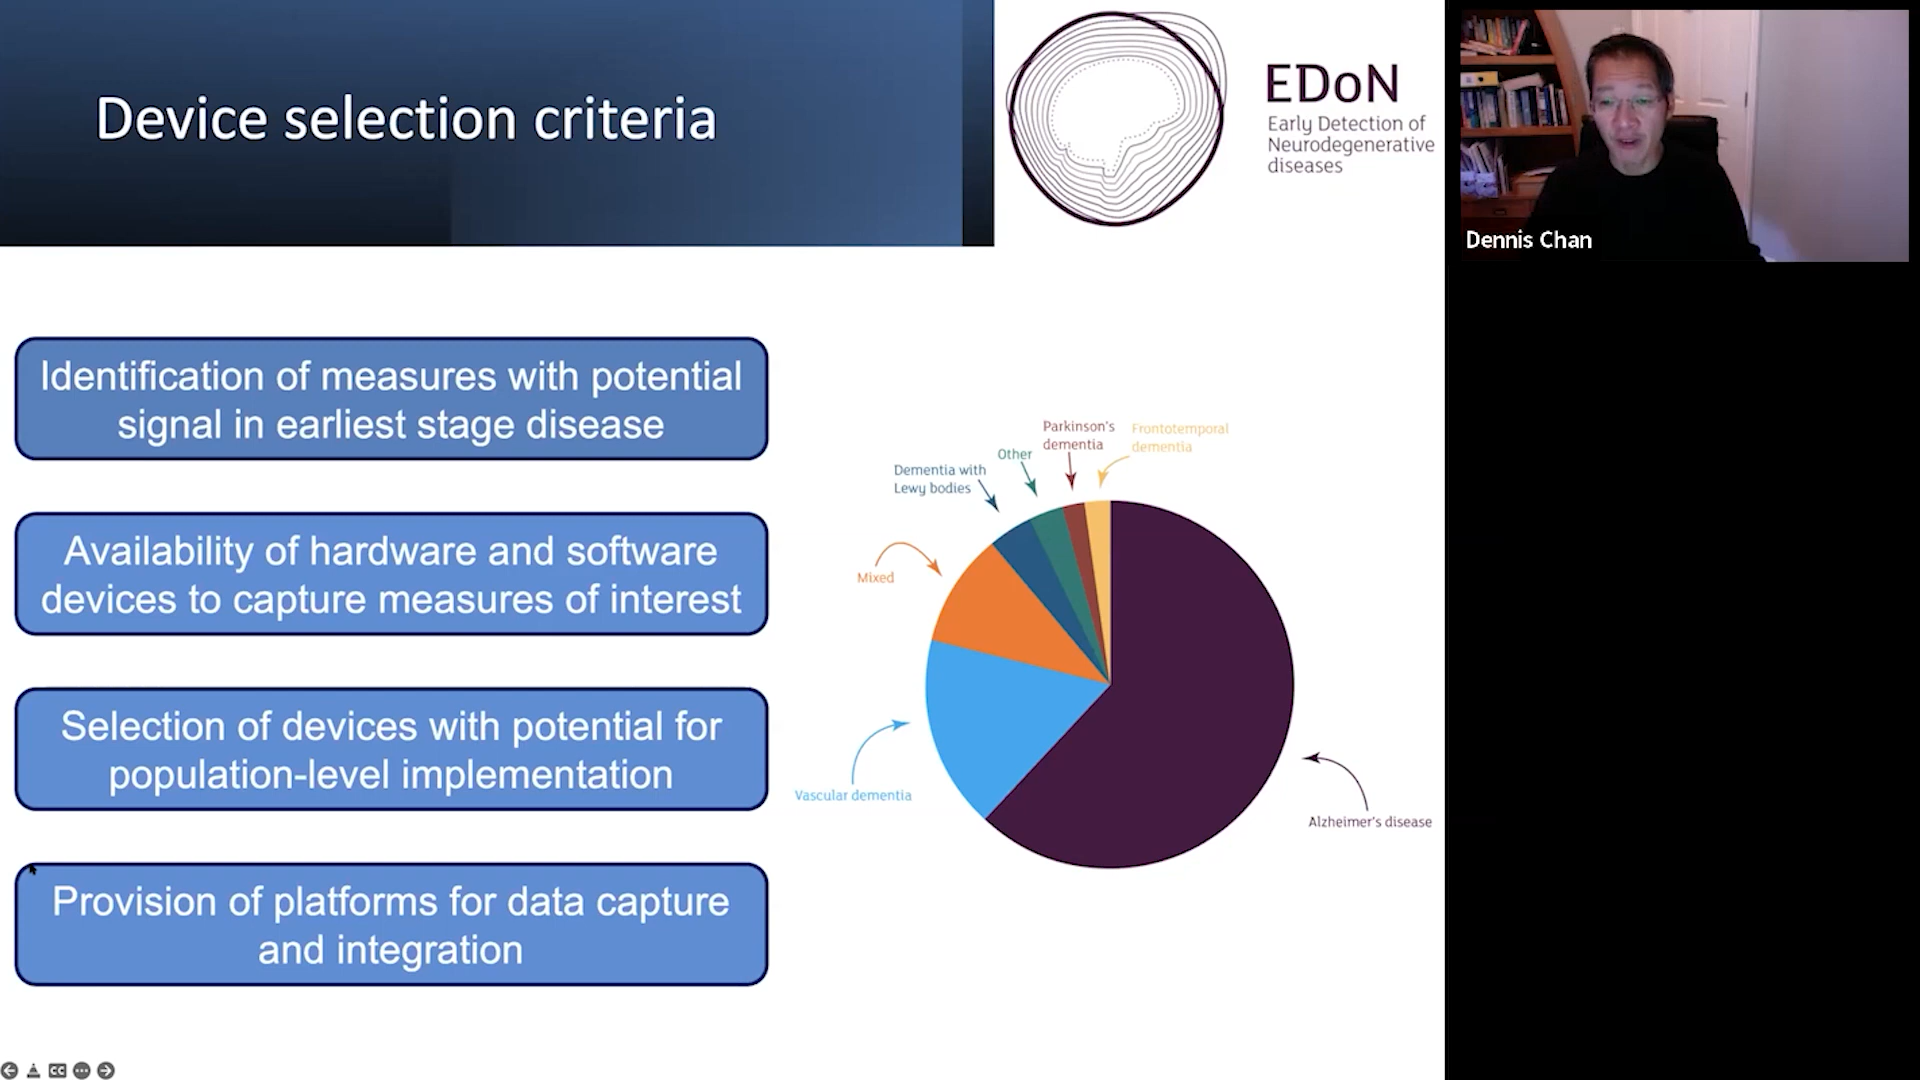 Device selection criteria
EDoN
Early Detection of
Neurodegenerative
diseases
Dennis Chan
Identification of measures with potential
signal in earliest stage disease
Availability of hardware and software
devices to capture measures of interest
Selection of devices with potential for
population-level implementation
Provision of platforms for data capture
and integration
Parkinson's
dementia
Frontotemporal
dementia
Other
Dementia with
Lewy bodies
Mixed
Vascular dementia
Alzheimer's disease
CC